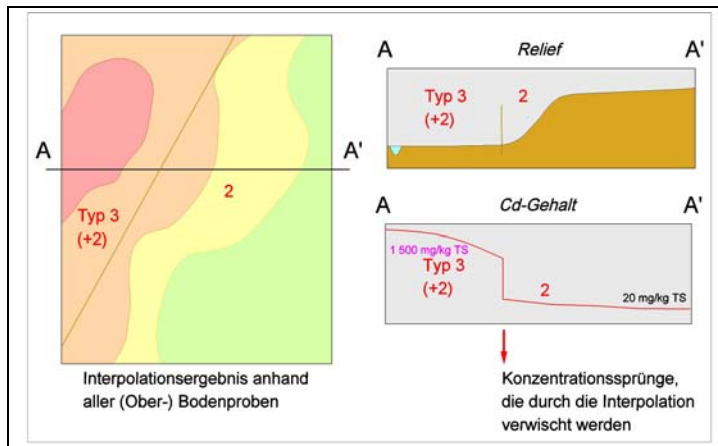 A
A'
Typ 3
(+2)
2
Interpolationsergebnis anhand
aller (Ober-) Bodenproben
Relief
A
A'
Typ 3
(+2)
2
Cd-Gehalt
A
A'
1 500 mg/kg TS
Typ 3
(+2)
2
20 mg/kg TS
Konzentrationssprünge,
die durch die Interpolation
verwischt werden